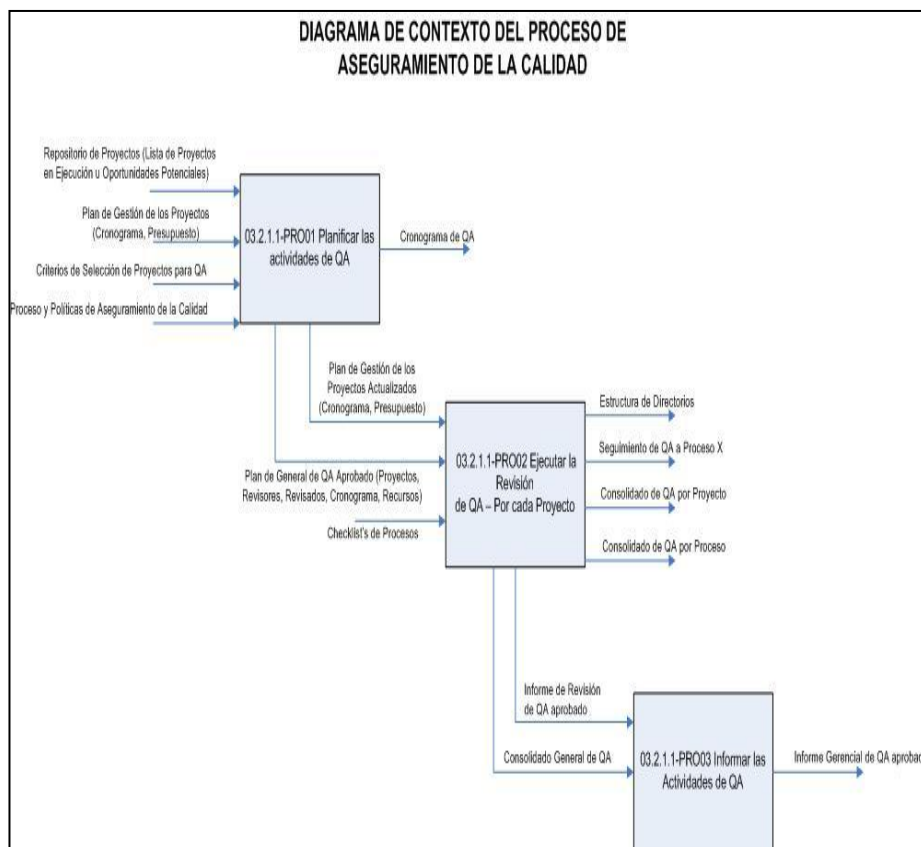 DIAGRAMA DE CONTEXTO DEL PROCESO DE
ASEGURAMIENTO DE LA CALIDAD
Repositorio de Proyectos (Lista de Proyectos
en Ejecución u Oportunidades Potenciales)
Plan de Gestión de los Proyectos
(Cronograma, Presupuesto)
Criterios de Selección de Proyectos para QA
Proceso y Políticas de Aseguramiento de la Calidad
03.2.1.1-PRO01 Planificar las
actividades de QA
Cronograma de QA
Plan de Gestión de los
Proyectos Actualizados
(Cronograma, Presupuesto)
Plan de General de QA Aprobado (Proyectos,
Revisores, Revisados, Cronograma, Recursos)
Checklist's de Procesos
03.2.1.1-PRO02 Ejecutar la
Revisión
de QA – Por cada Proyecto
Estructura de Directorios
Seguimiento de QA a Proceso X
Consolidado de QA por Proyecto
Consolidado de QA por Proceso
Informe de Revisión
de QA aprobado
Consolidado General de QA
03.2.1.1-PRO03 Informar las
Actividades de QA
Informe Gerencial de QA aprobad